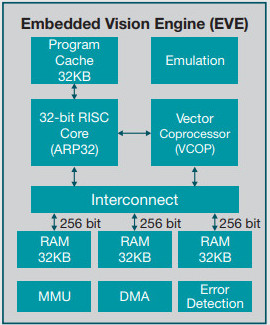 Embedded Vision Engine (EVE)
Program
Cache
32KB
Emulation
32-bit RISC
Core
(ARP32)
Vector
Coprocessor
(VCOP)
Interconnect
256 bit
256 bit
256 bit
RAM
32KB
RAM
32KB
RAM
32KB
MMU
DMA
Error
Detection